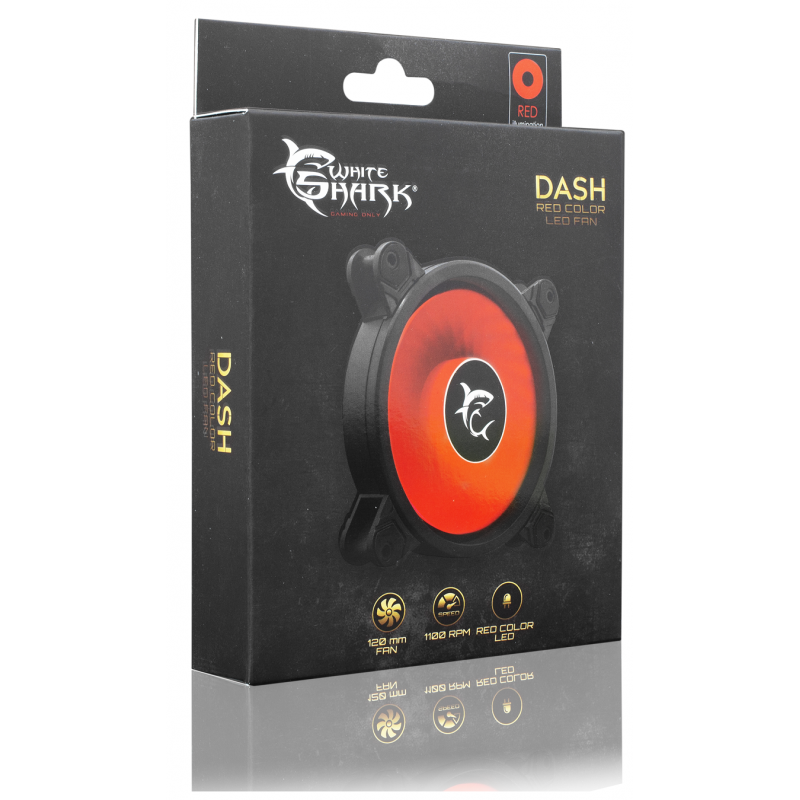 RED
illumination
WHITE
SHARK®
GAMING ONLY
DASH
RED COLOR
LED FAN
DASH
RED COLOR
LED FAN
120 mm
FAN
SPEED
1100 RPM
RED COLOR
LED